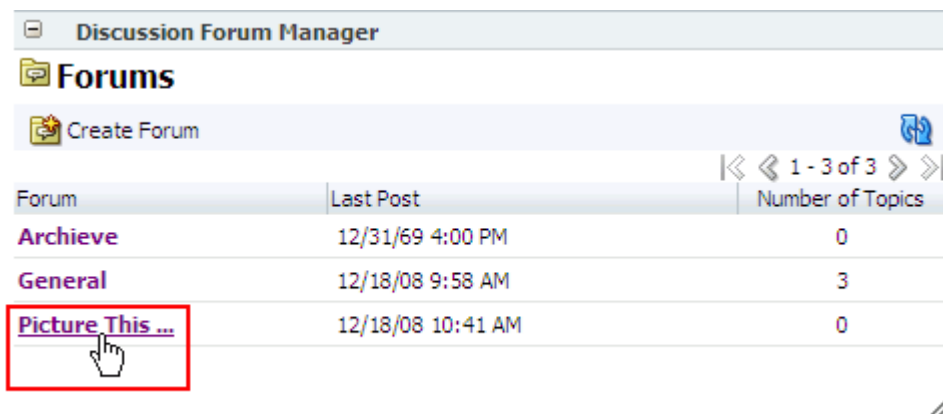 Discussion Forum Manager
Forums
Create Forum
1 - 3 of 3
Forum Last Post Number of Topics
Archieve 12/31/69 4:00 PM 0
General 12/18/08 9:58 AM 3
Picture This ... 12/18/08 10:41 AM 0